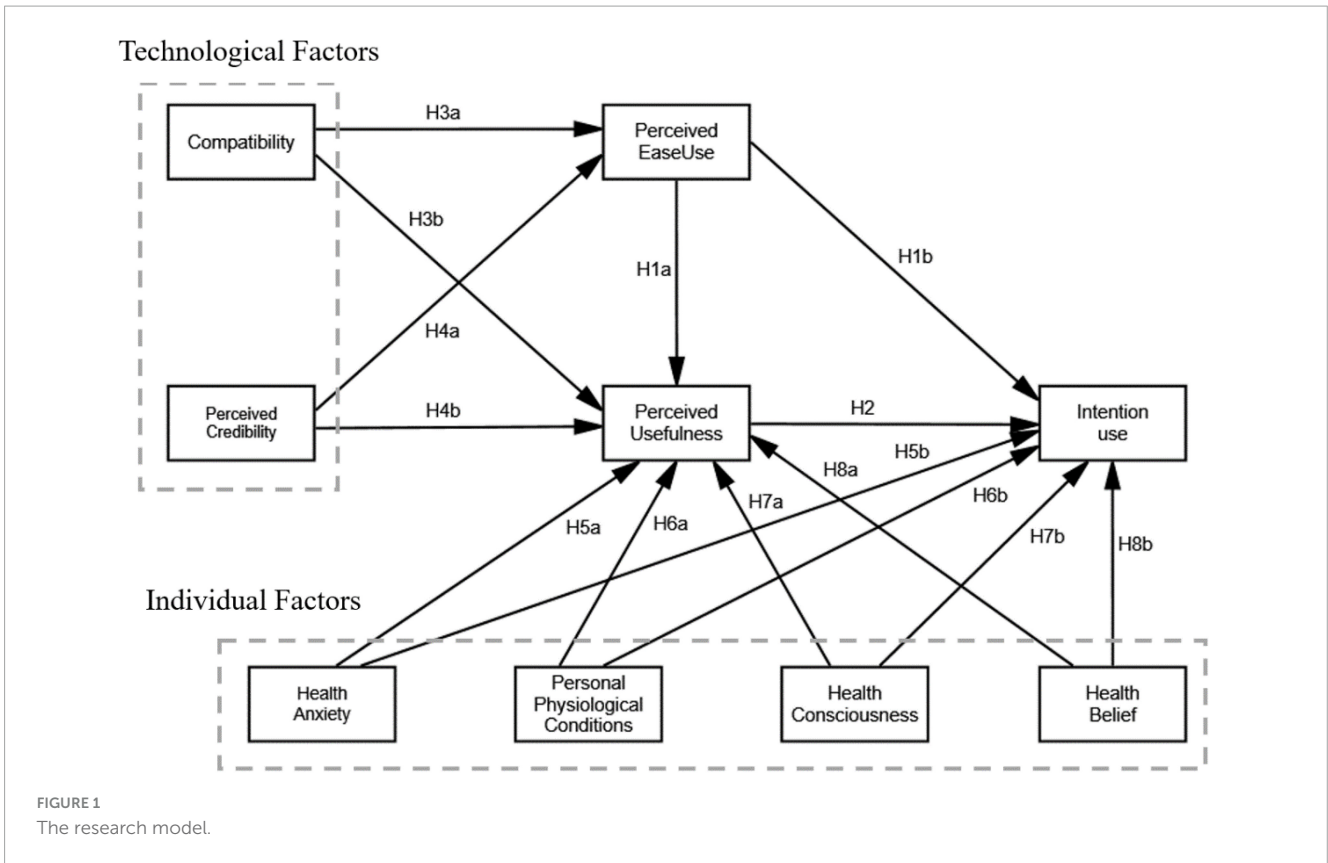 Technological Factors
Compatibility
H3a
Perceived
EaseUse
H3b
H1a
H1b
H4a
Perceived
Credibility
H4b
Perceived
Usefulness
H2
Intention
use
H5b
H8a
H6b
H7a
H5a
H6a
H7b
H8b
Individual Factors
Health
Anxiety
Personal
Physiological
Conditions
Health
Consciousness
Health
Belief
FIGURE 1
The research model.